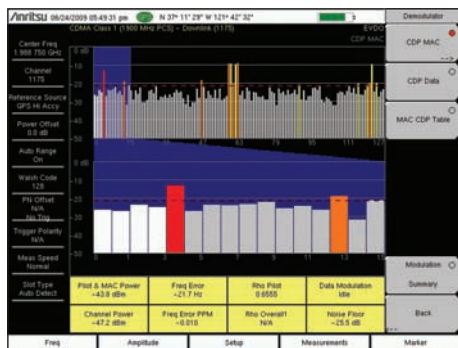 /Anritsu 06/24/2009 05:49:31 pm N 37° 11' 29" W 121° 42' 32"
Demodulator
CDMA Class 1 (1900 MHz PCS) - Downlink (1175) EVDO
CDP MAC
Center Freq
1.988 750 GHz
Channel
1175
Reference Source
GPS Hi Accy
Power Offset
0.0 dB
Auto Range
On
Walsh Code
128
PN Offset
N/A
No Trig
Trigger Polarity
N/A
Meas Speed
Normal
Slot Type
Auto Detect
CDP MAC
-->
CDP Data
MAC CDP Table
Modulation
Summary
Back
Pilot & MAC Power
-43.8 dBm
Freq Error
-21.7 Hz
Rho Pilot
0.6555
Data Modulation
Idle
Channel Power
-47.2 dBm
Freq Error PPM
-0.010
Rho Overall1
N/A
Noise Floor
-25.5 dB
Freq Amplitude Setup Measurements Marker